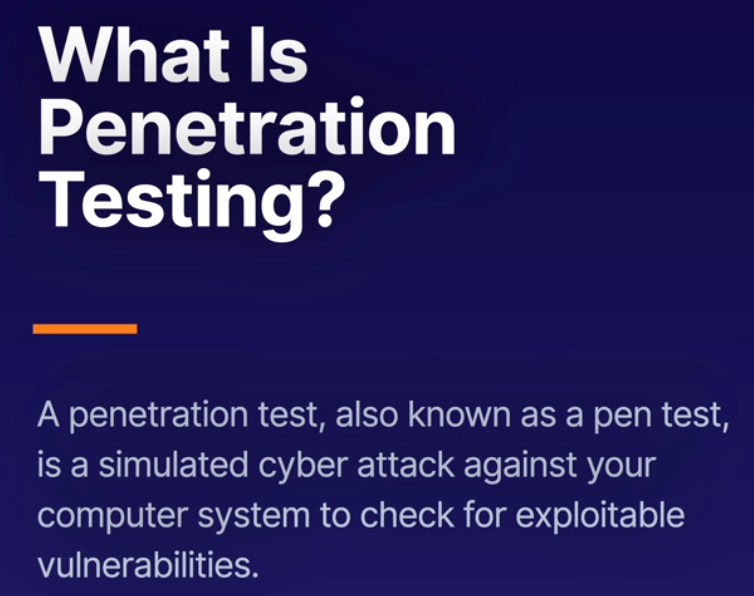 What Is
Penetration
Testing?
A penetration test, also known as a pen test,
is a simulated cyber attack against your
computer system to check for exploitable
vulnerabilities.